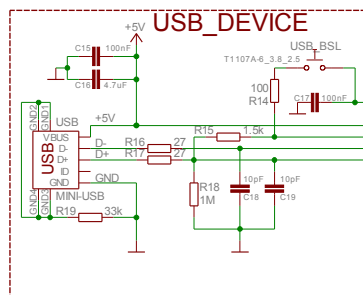 USB_DEVICE
+5V
USB_BSL
C15
100nF
T1107A-6_3.8_2.5
C16
4.7uF
100
R14
C17
100nF
GND2
GND1
USB
+5V
VBUS
D-
D+
ID
GND
USB
D-
R16
27
D+
R17
27
R15
1.5k
GND
GND4
GND3
MINI-USB
R19
33k
R18
1M
10pF
C18
10pF
C19